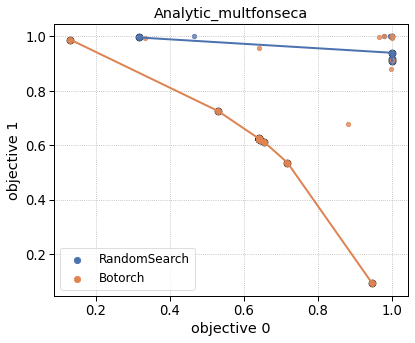 Analytic_multfonseca
objective 1
1.0
0.8
0.6
0.4
0.2
RandomSearch
Botorch
0.2 0.4 0.6 0.8 1.0
objective 0